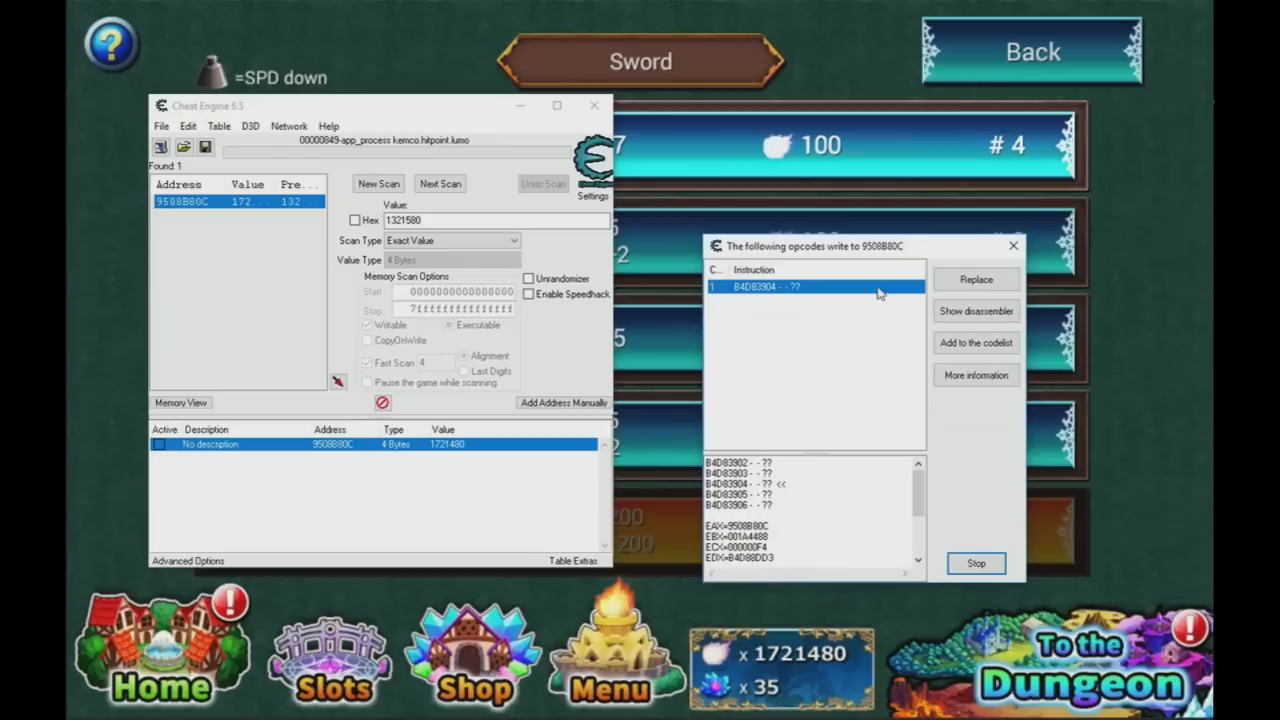 ?
=SPD down
Sword
Back
7
100
# 4
Cheat Engine 6.5
File Edit Table D3D Network Help
00000849-app_process kemco.hitpoint.lumo
Found: 1
Address Value Pre...
9508B80C 172... 132...
New Scan Next Scan Undo Scan
Settings
Value:
Hex 1321580
Scan Type Exact Value
Value Type 4 Bytes
Memory Scan Options
Start 0000000000000000
Stop 7fffffffffffffff
Writable Executable
CopyOnWrite
Fast Scan 4 Alignment
Last Digits
Pause the game while scanning
Unrandomizer
Enable Speedhack
Memory View
Add Address Manually
Active Description Address Type Value
No description 9508B80C 4 Bytes 1721480
Advanced Options Table Extras
5
-2
5
5
2
200
200
The following opcodes write to 9508B80C
C... Instruction
1 B4D83904 - - ??
Replace
Show disassembler
Add to the codelist
More information
B4D83902 - - ??
B4D83903 - - ??
B4D83904 - - ?? <<
B4D83905 - - ??
B4D83906 - - ??
EAX=9508B80C
EBX=001A4488
ECX=000000F4
EDX=B4D88DD3
Stop
!
Home
Slots
Shop
Menu
x 1721480
x 35
To the
Dungeon
!